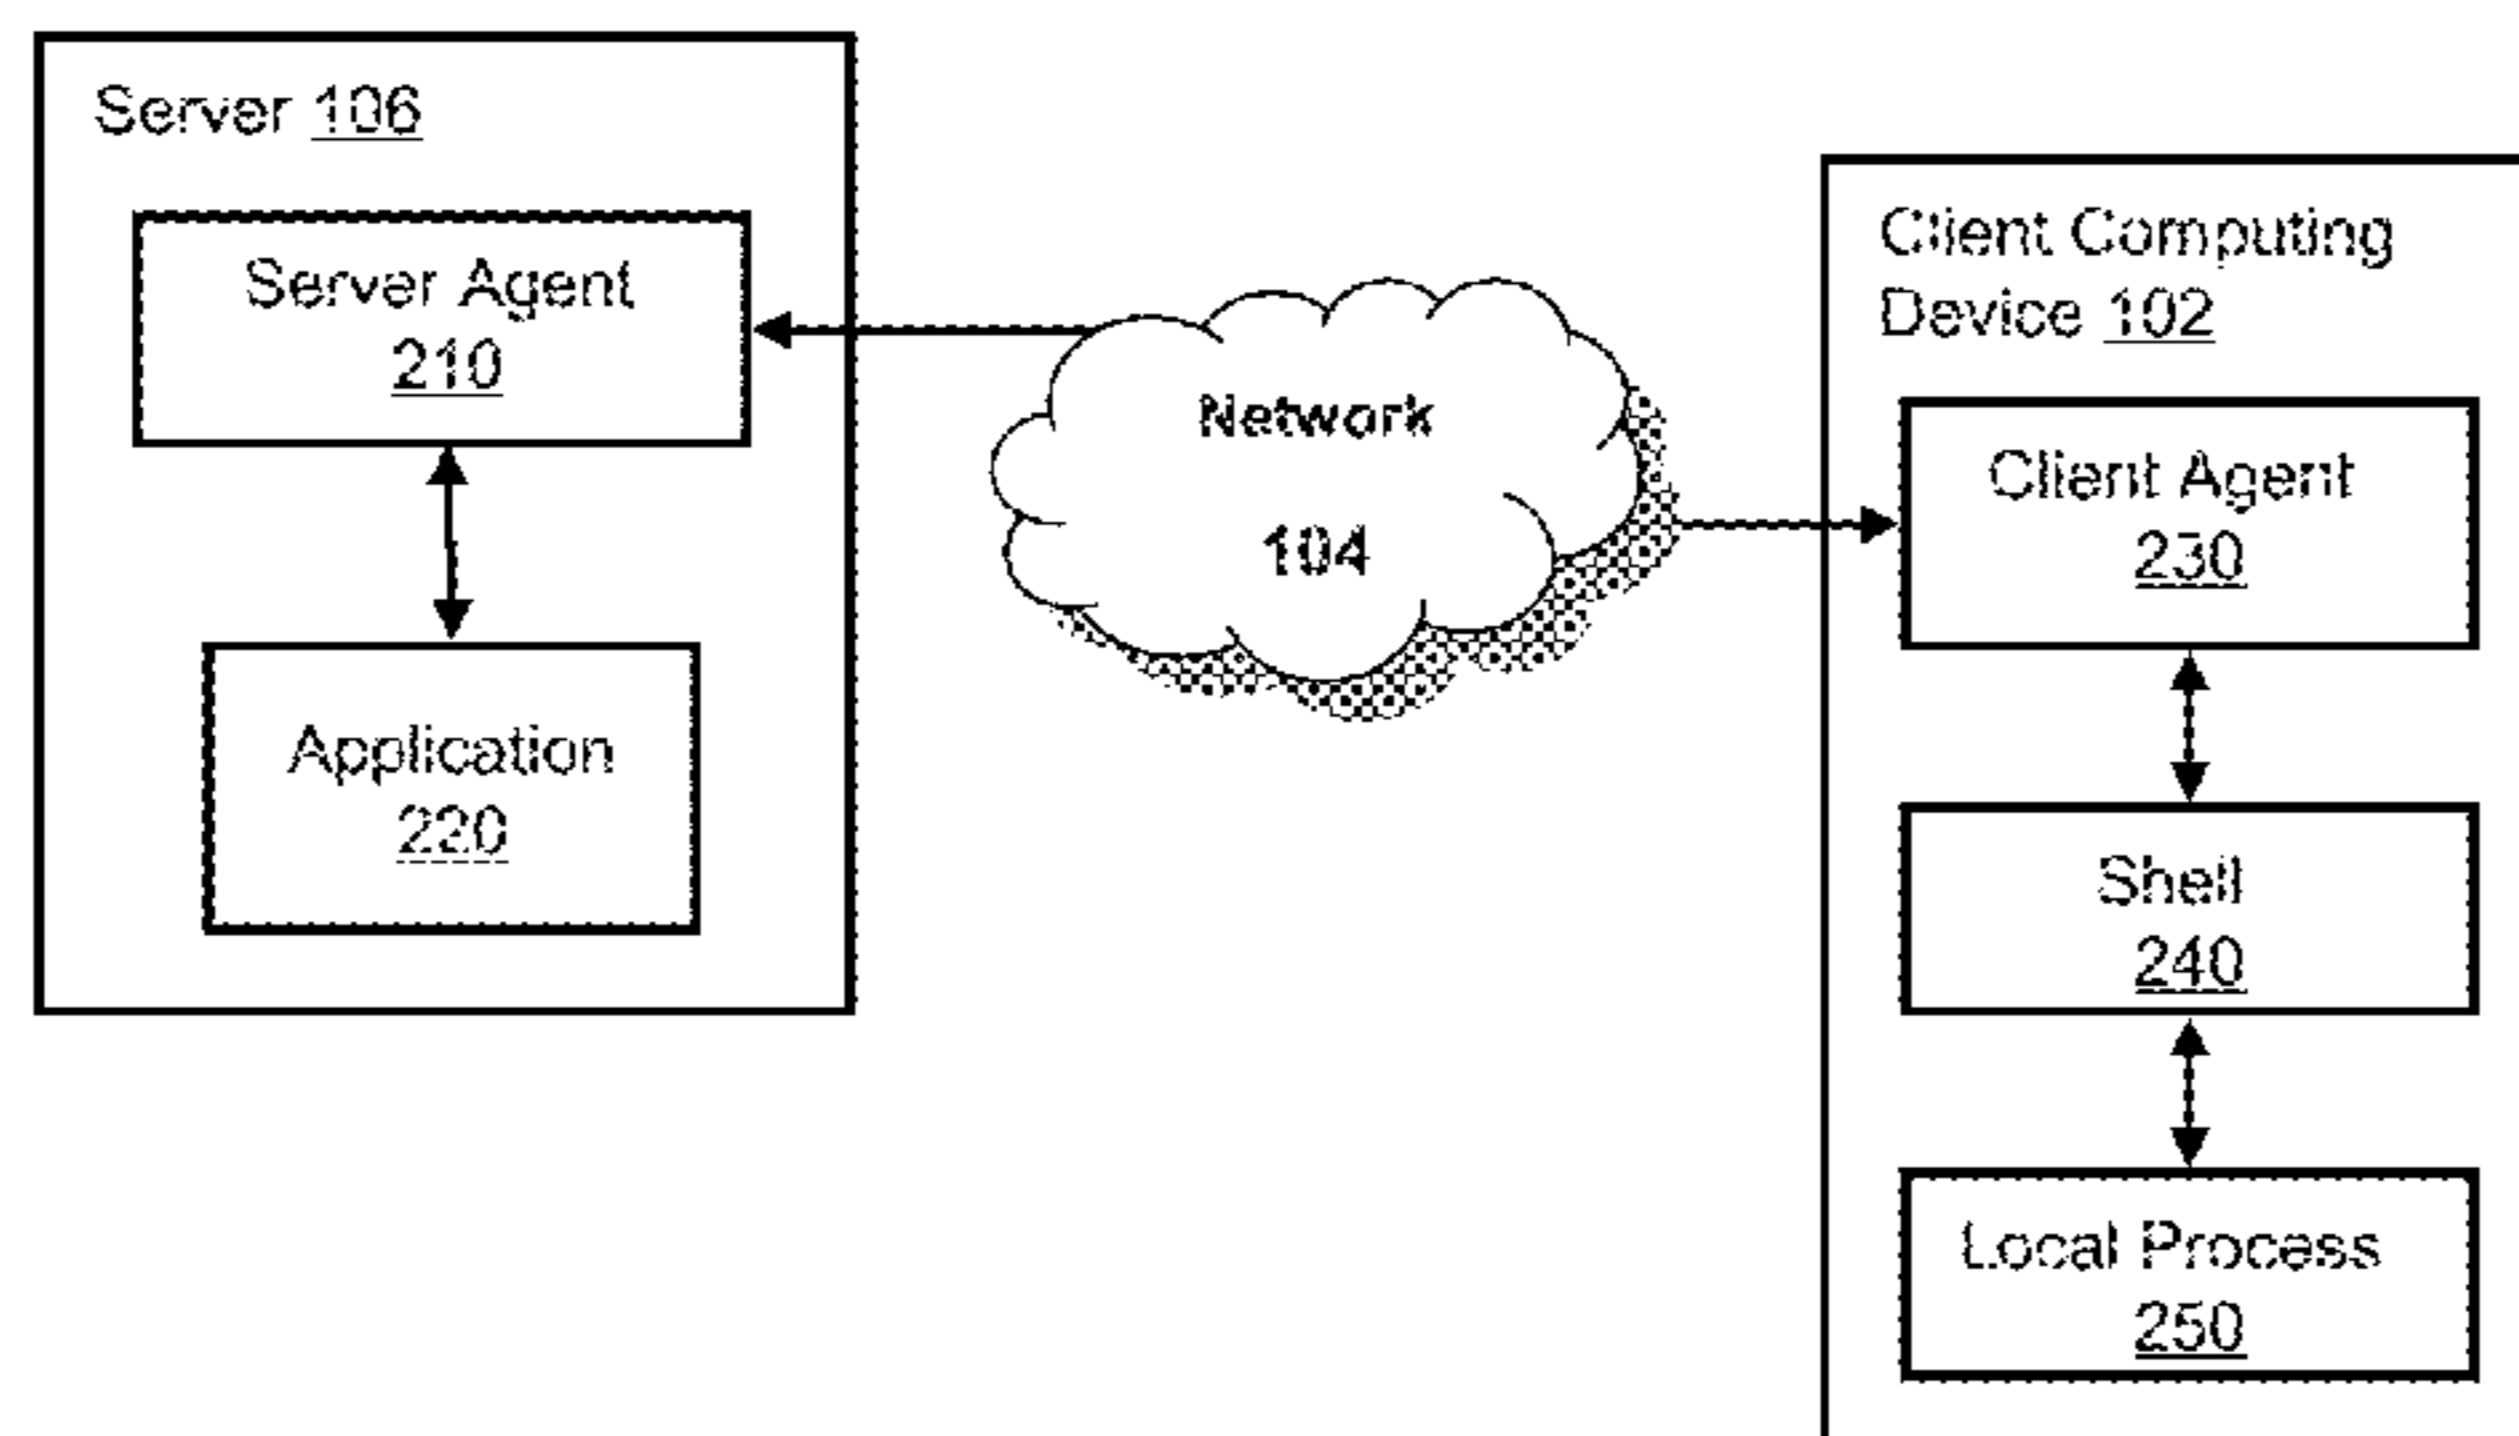 Server 106
Server Agent
210
Application
220
Network
104
Client Computing
Device 102
Client Agent
230
Shell
240
Local Process
250